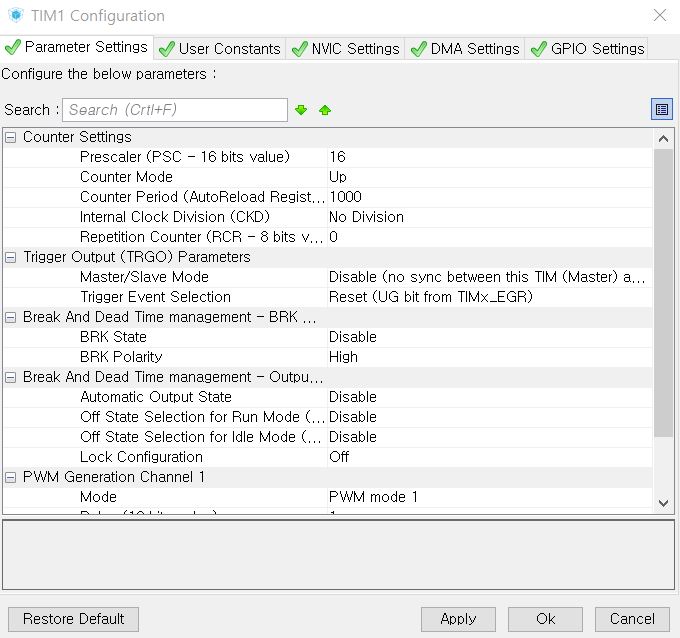 TIM1 Configuration
Parameter Settings User Constants NVIC Settings DMA Settings GPIO Settings
Configure the below parameters :
Search : Search (Crtl+F)
Counter Settings
Prescaler (PSC - 16 bits value) 16
Counter Mode Up
Counter Period (AutoReload Regist... 1000
Internal Clock Division (CKD) No Division
Repetition Counter (RCR - 8 bits v... 0
Trigger Output (TRGO) Parameters
Master/Slave Mode Disable (no sync between this TIM (Master) a...
Trigger Event Selection Reset (UG bit from TIMx_EGR)
Break And Dead Time management - BRK ...
BRK State Disable
BRK Polarity High
Break And Dead Time management - Outpu...
Automatic Output State Disable
Off State Selection for Run Mode (... Disable
Off State Selection for Idle Mode (... Disable
Lock Configuration Off
PWM Generation Channel 1
Mode PWM mode 1
Restore Default Apply Ok Cancel